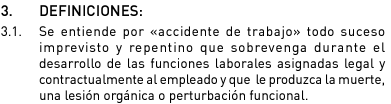 3. DEFINICIONES:
3.1. Se entiende por «accidente de trabajo» todo suceso
imprevisto y repentino que sobrevenga durante el
desarrollo de las funciones laborales asignadas legal y
contractualmente al empleado y que le produzca la muerte,
una lesión orgánica o perturbación funcional.